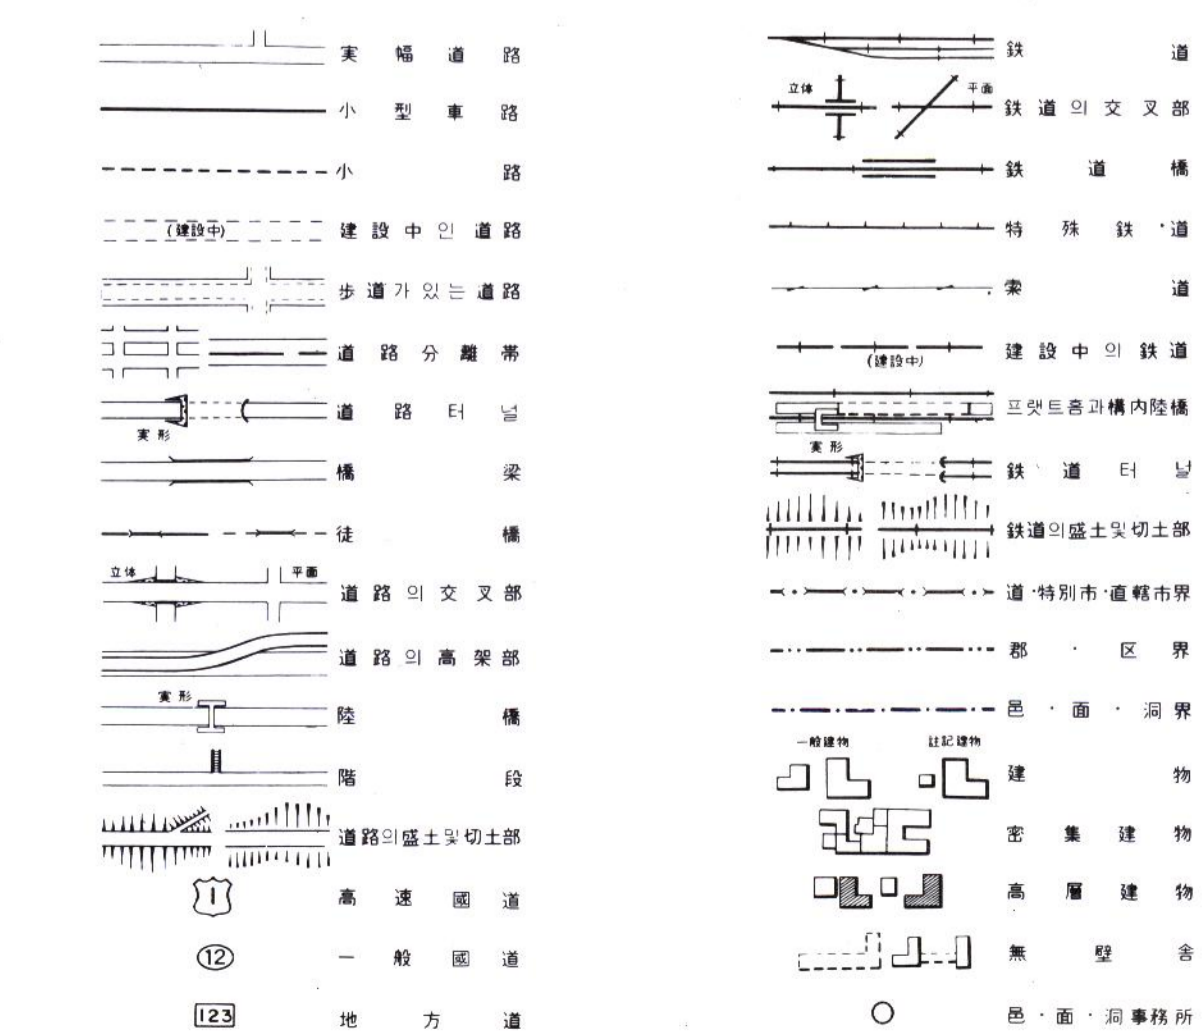 実幅道路
小型車路
小路
(建設中) 建設中인道路
歩道가있는道路
道路分離帯
道路터널
実形
橋梁
徒橋
立体 平面
道路의交叉部
道路의高架部
実形
陸橋
階段
道路의盛土및切土部
1 高速國道
12 一般國道
123 地方道
鉄道
立体 平面
鉄道의交叉部
鉄道橋
特殊鉄道
索道
建設中의鉄道
(建設中)
프랫트홈과構内陸橋
実形
鉄道터널
鉄道의盛土및切土部
道·特別市·直轄市界
郡·区界
邑·面·洞界
一般建物 註記建物
建物
密集建物
高層建物
無壁舎
邑·面·洞事務所